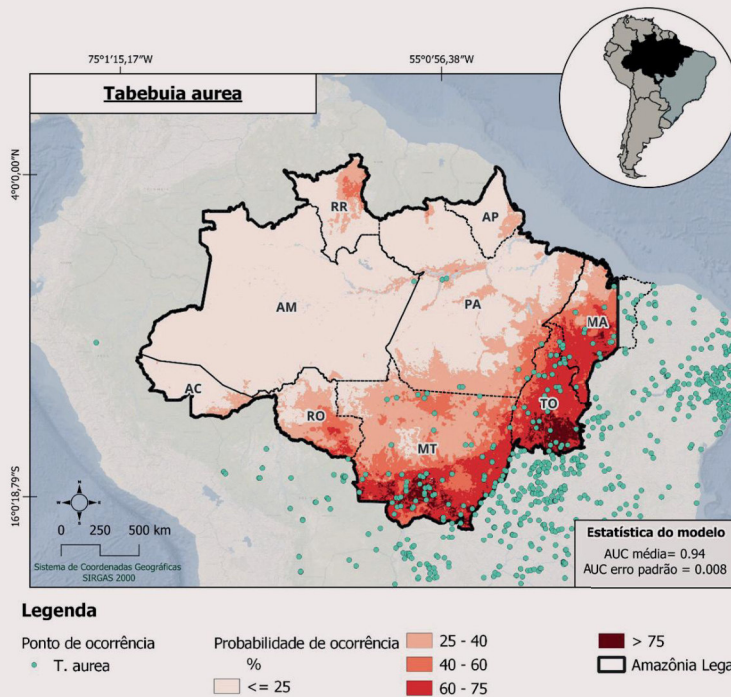 75°1'15,17"W
55°0'56,38"W
Tabebuia aurea
4°0'0,00"N
16°0'18,79"S
RR
AP
AM
PA
MA
AC
RO
TO
MT
0 250 500 km
Sistema de Coordenadas Geográficas
SIRGAS 2000
Estatística do modelo
AUC média= 0.94
AUC erro padrão = 0.008
Legenda
Ponto de ocorrência
T. aurea
Probabilidade de ocorrência
%
<= 25
25 - 40
40 - 60
60 - 75
> 75
Amazônia Lega